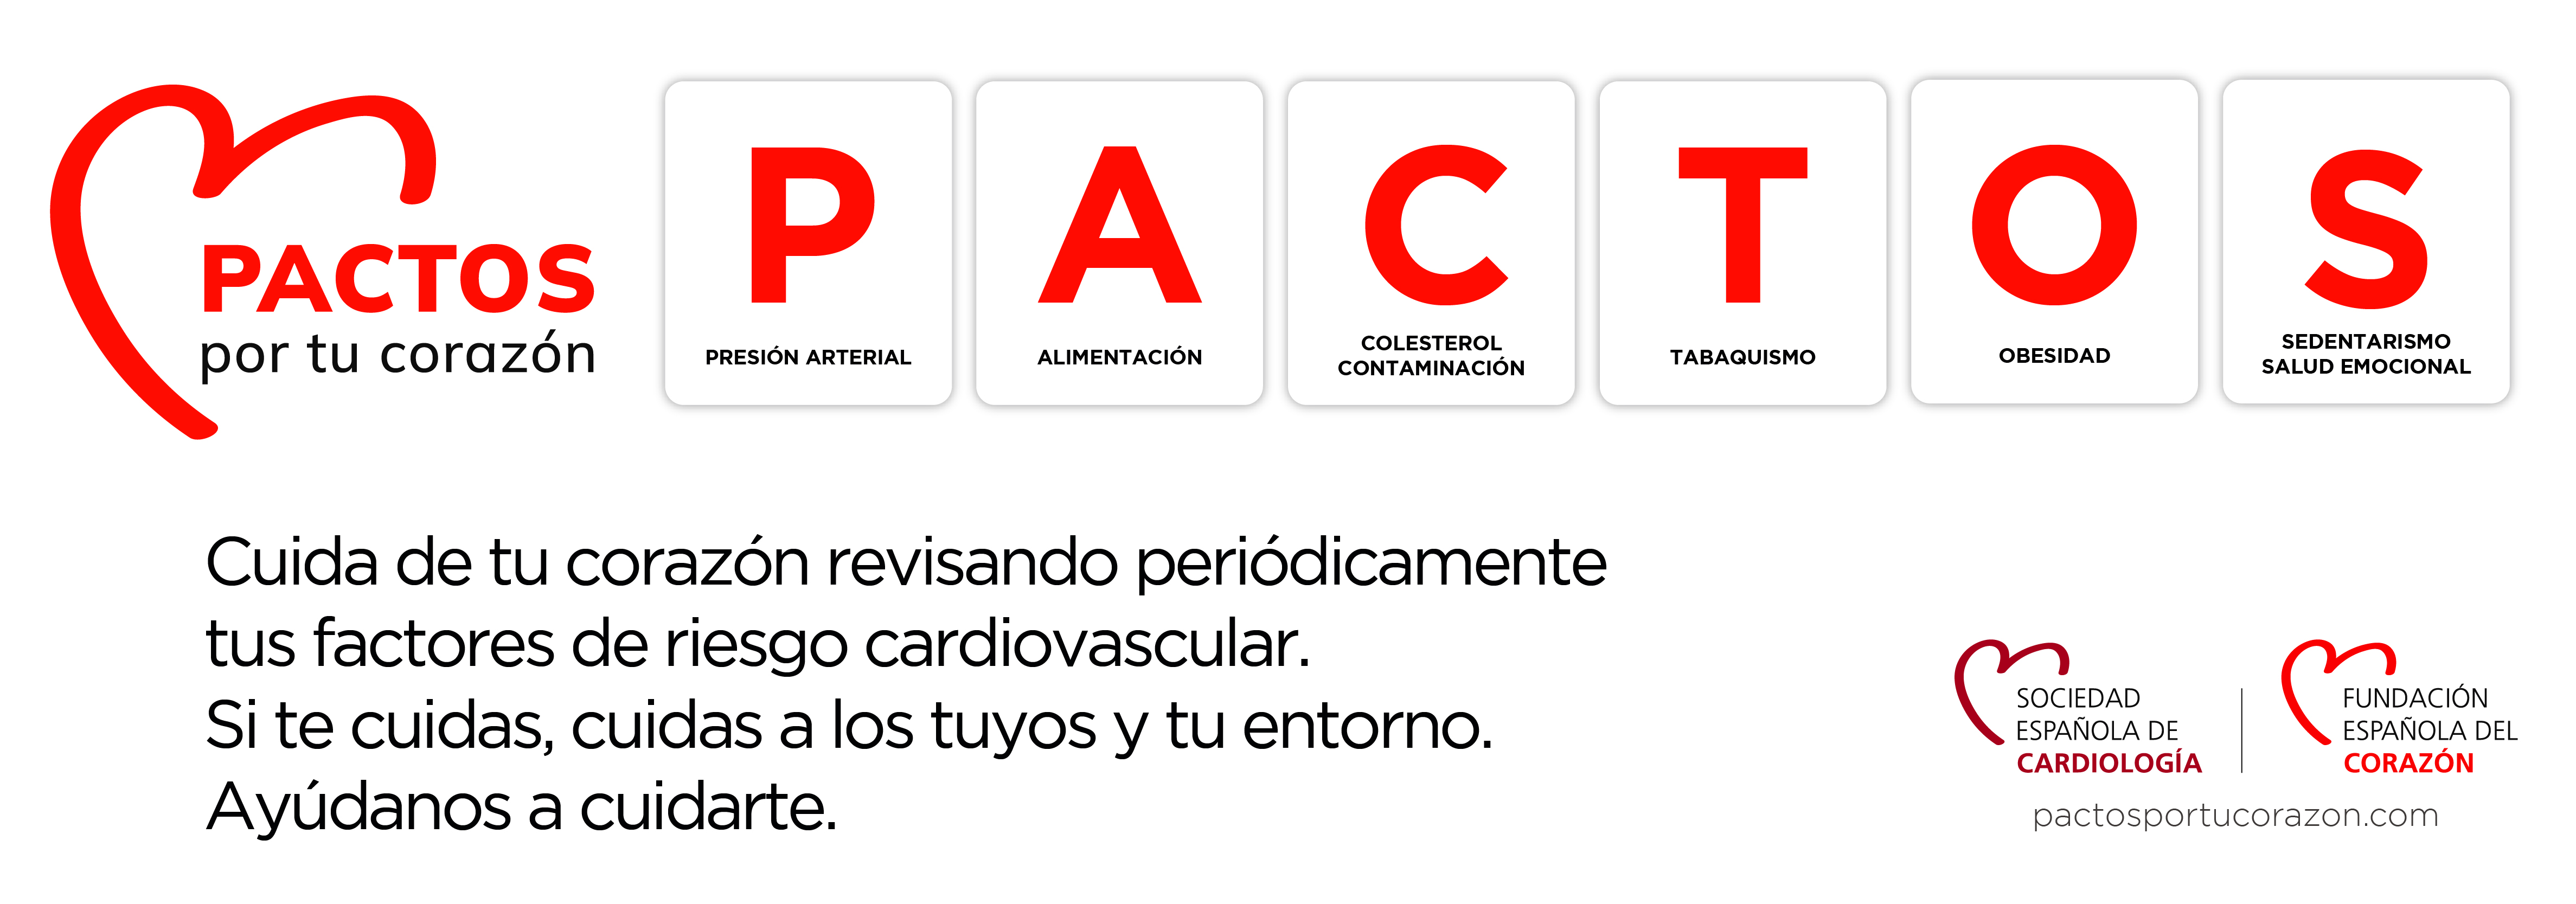 PACTOS
por tu corazón
P
PRESIÓN ARTERIAL
A
ALIMENTACIÓN
C
COLESTEROL
CONTAMINACIÓN
T
TABAQUISMO
O
OBESIDAD
S
SEDENTARISMO
SALUD EMOCIONAL
Cuida de tu corazón revisando periódicamente
tus factores de riesgo cardiovascular.
Si te cuidas, cuidas a los tuyos y tu entorno.
Ayúdanos a cuidarte.
SOCIEDAD
ESPAÑOLA DE
CARDIOLOGÍA
FUNDACIÓN
ESPAÑOLA DEL
CORAZÓN
pactosportucorazon.com